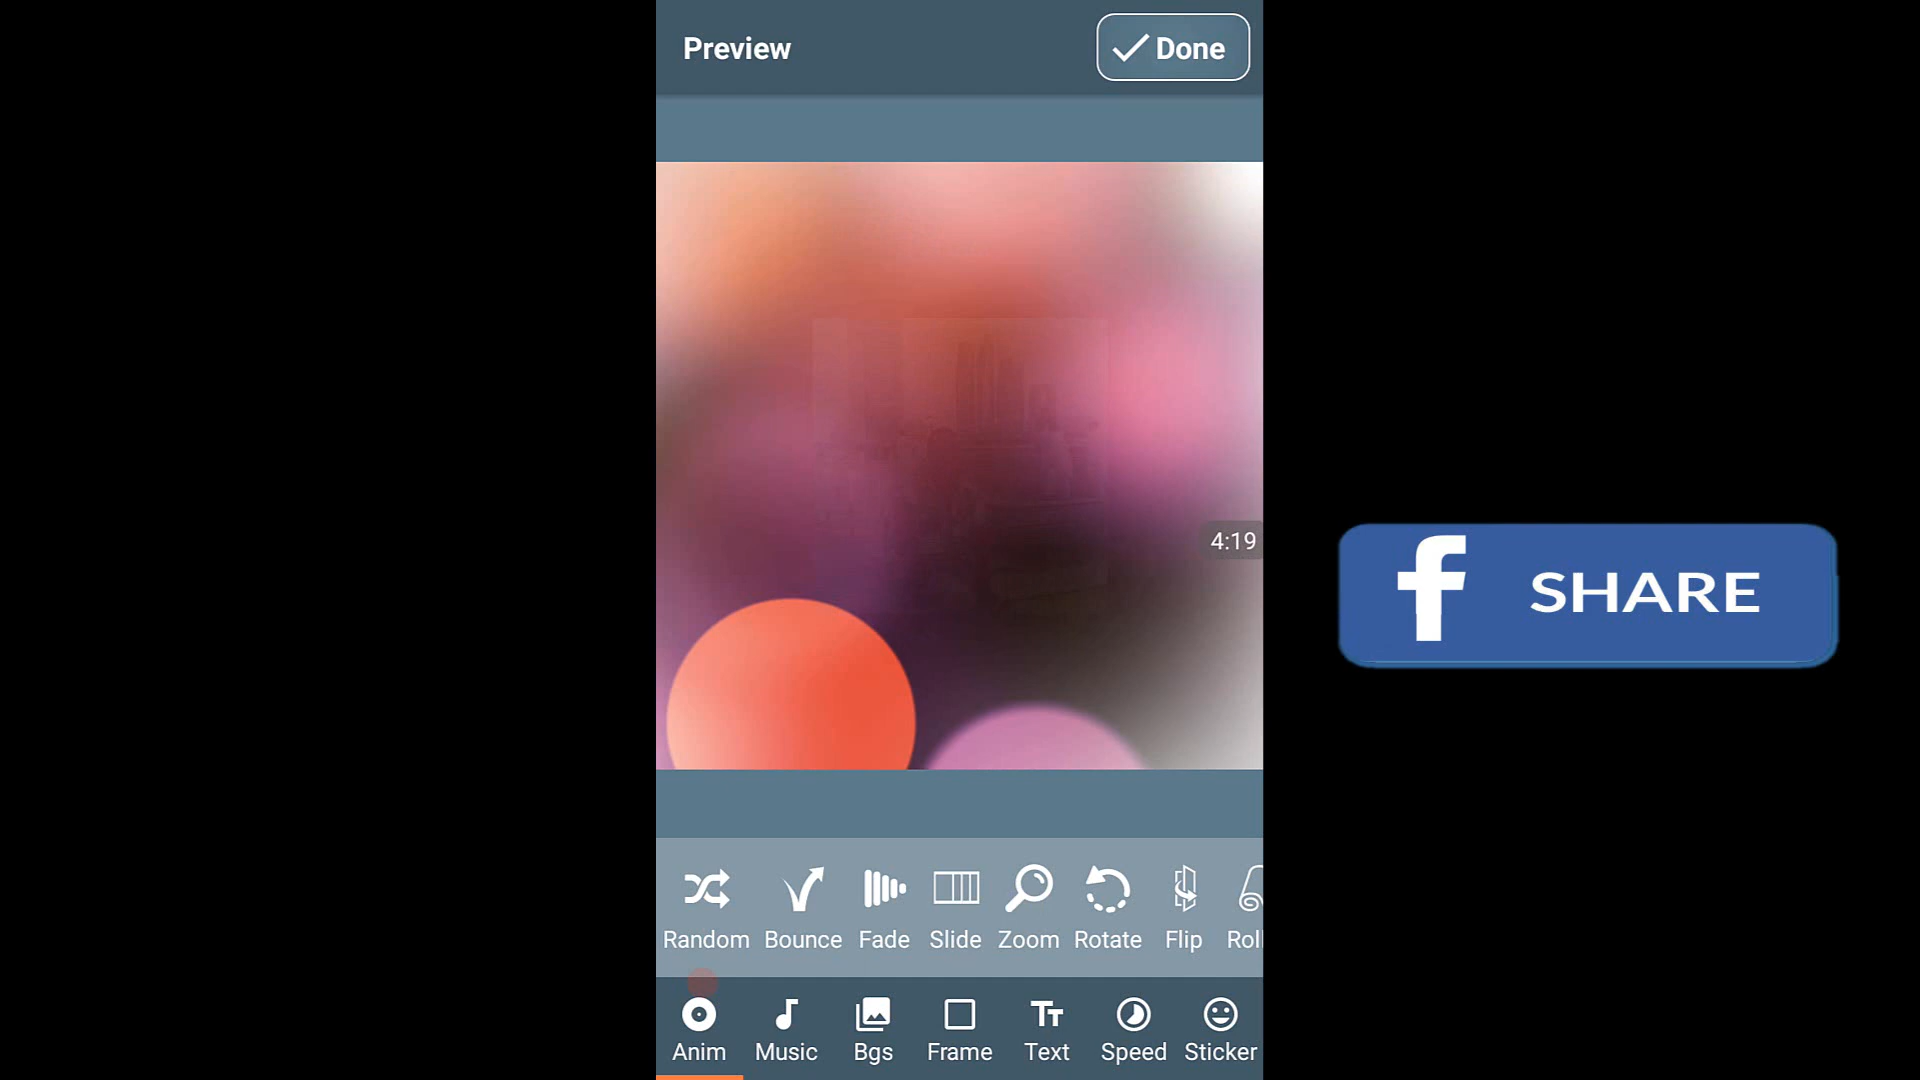 Preview
Done
4:19
f SHARE
Random Bounce Fade Slide Zoom Rotate Flip Roll
Anim Music Bgs Frame Text Speed Sticker